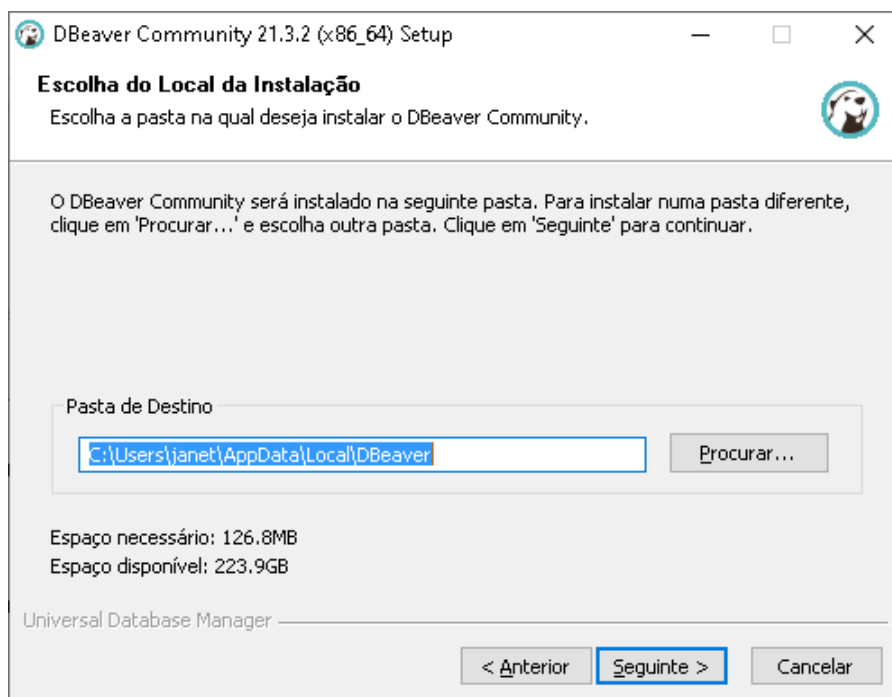 DBeaver Community 21.3.2 (x86_64) Setup
Escolha do Local da Instalação
Escolha a pasta na qual deseja instalar o DBeaver Community.
O DBeaver Community será instalado na seguinte pasta. Para instalar numa pasta diferente,
clique em 'Procurar...' e escolha outra pasta. Clique em 'Seguinte' para continuar.
Pasta de Destino
C:\Users\janet\AppData\Local\DBeaver
Procurar...
Espaço necessário: 126.8MB
Espaço disponível: 223.9GB
Universal Database Manager
< Anterior
Seguinte >
Cancelar